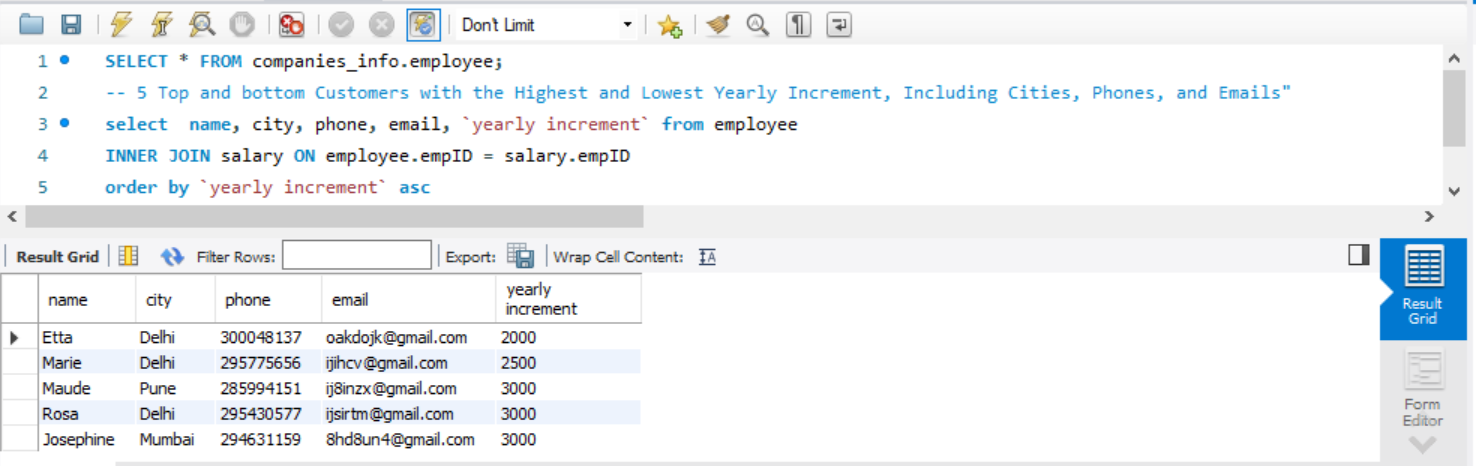 Don't Limit
1 SELECT * FROM companies_info.employee;
2 -- 5 Top and bottom Customers with the Highest and Lowest Yearly Increment, Including Cities, Phones, and Emails"
3 select  name, city, phone, email, `yearly increment` from employee
4 INNER JOIN salary ON employee.empID = salary.empID
5 order by `yearly increment` asc
Result Grid Filter Rows: Export: Wrap Cell Content: IA
name city phone email yearly increment
Etta Delhi 300048137 oakdojk@gmail.com 2000
Marie Delhi 295775656 ijihcv@gmail.com 2500
Maude Pune 285994151 ij8inzx@gmail.com 3000
Rosa Delhi 295430577 ijsirtm@gmail.com 3000
Josephine Mumbai 294631159 8hd8un4@gmail.com 3000
Result
Grid
Form
Editor